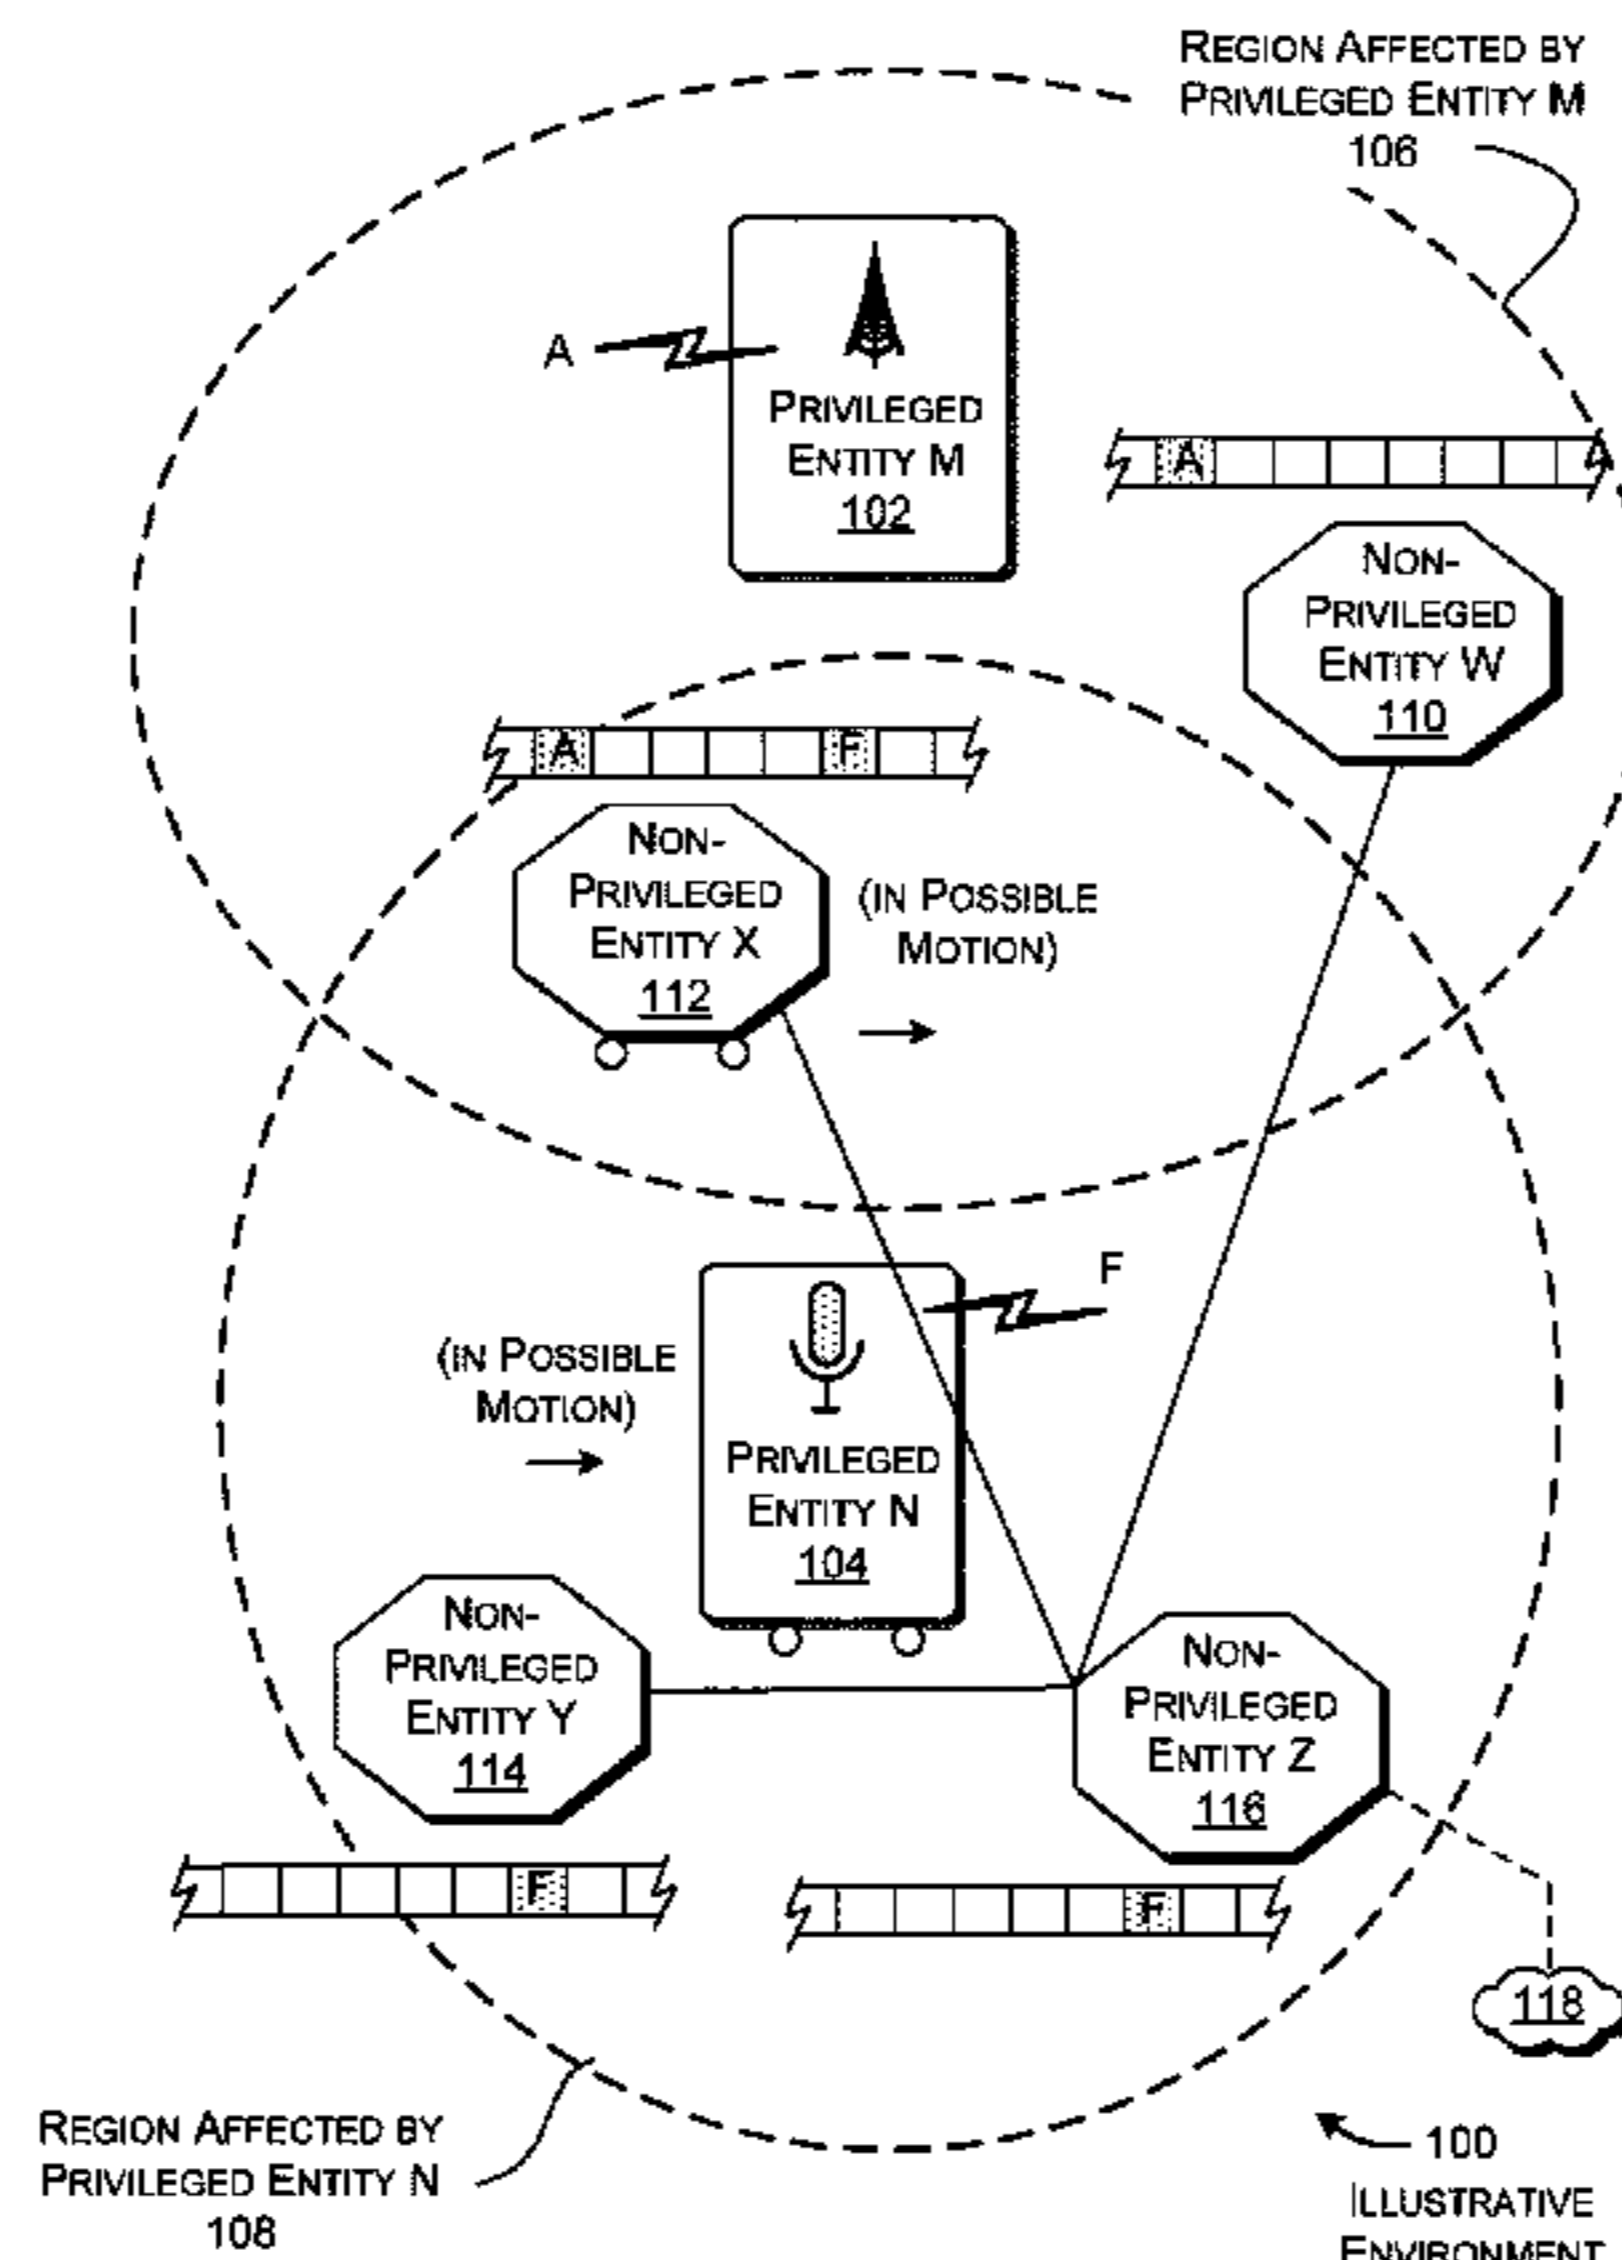 REGION AFFECTED BY
PRIVILEGED ENTITY M
106
A
PRIVILEGED
ENTITY M
102
A
NON-
PRIVILEGED
ENTITY W
110
A
F
NON-
PRIVILEGED
ENTITY X
112
(IN POSSIBLE
MOTION)
F
(IN POSSIBLE
MOTION)
PRIVILEGED
ENTITY N
104
NON-
PRIVILEGED
ENTITY Y
114
NON-
PRIVILEGED
ENTITY Z
116
F
F
118
REGION AFFECTED BY
PRIVILEGED ENTITY N
108
100
ILLUSTRATIVE
ENVIRONMENT